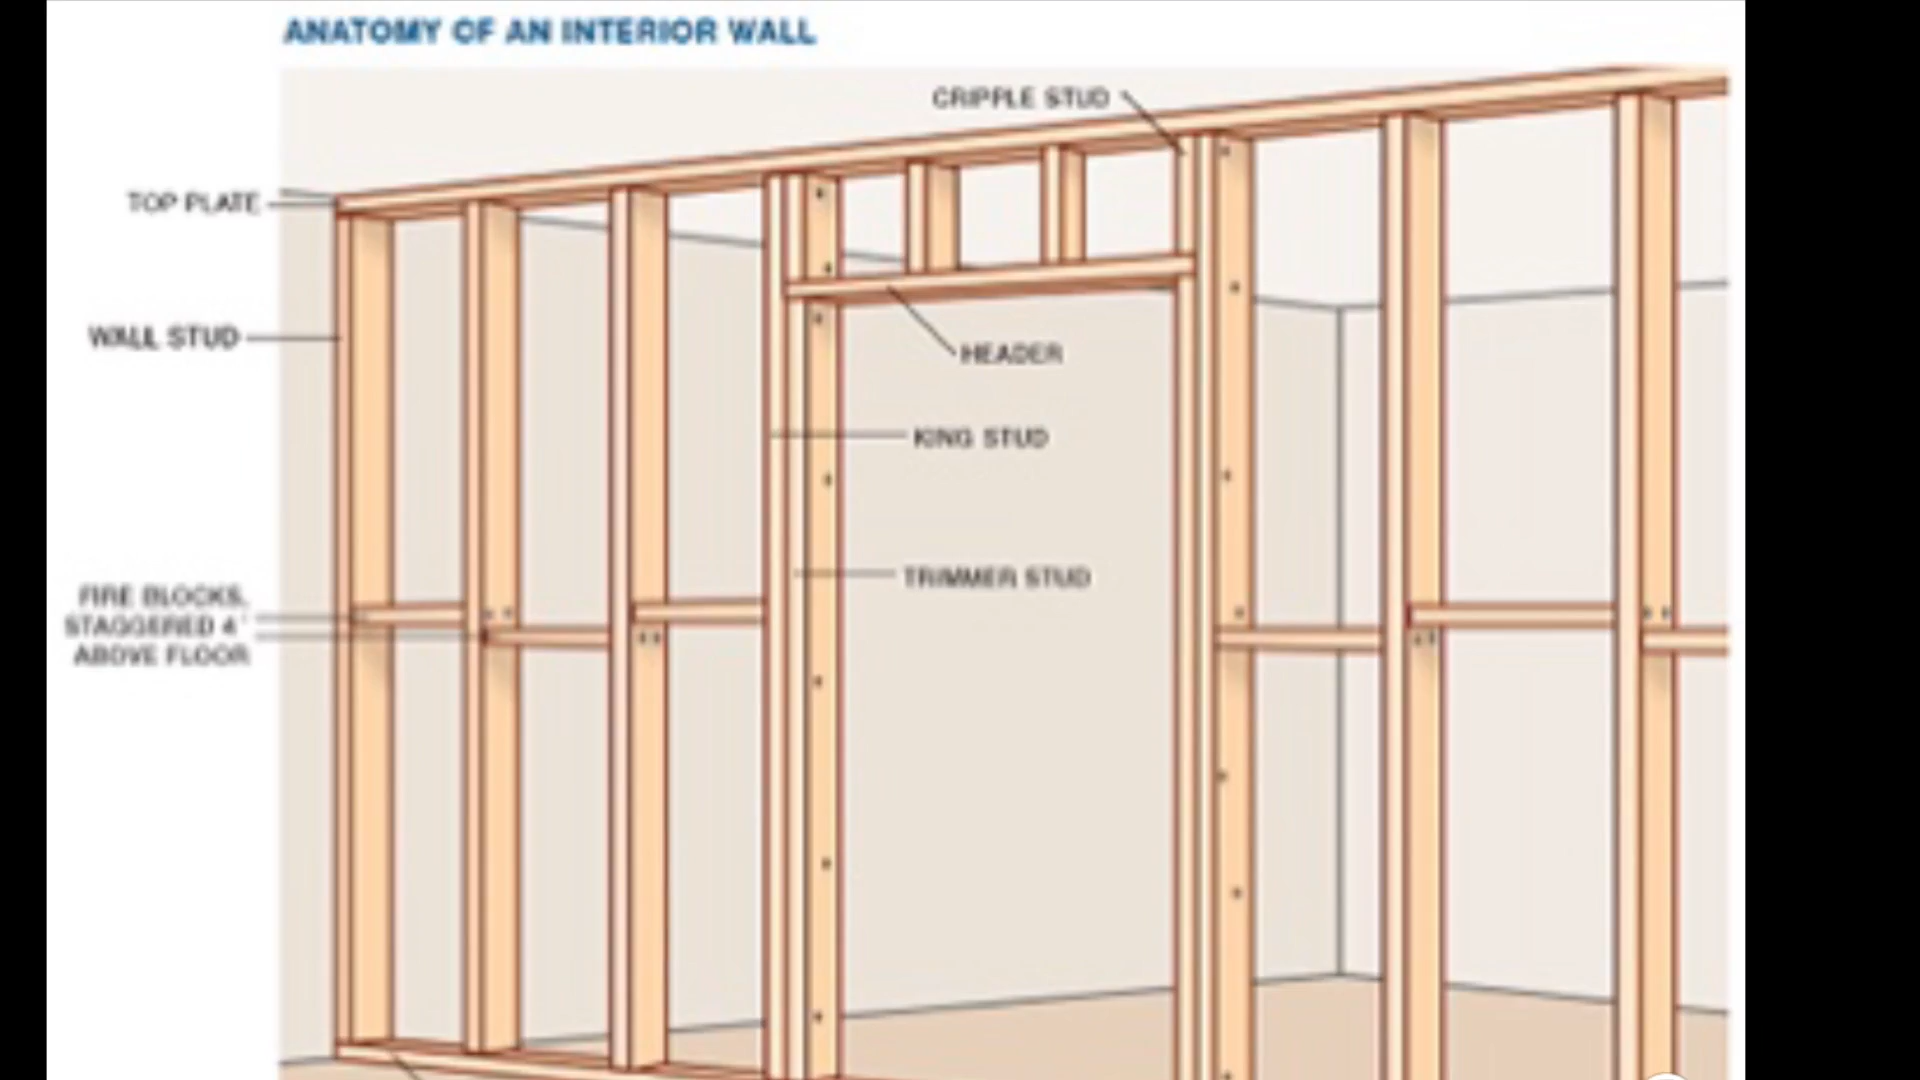 ANATOMY OF AN INTERIOR WALL
CRIPPLE STUD
TOP PLATE
WALL STUD
HEADER
KING STUD
TRIMMER STUD
FIRE BLOCKS,
STAGGERED 4'
ABOVE FLOOR